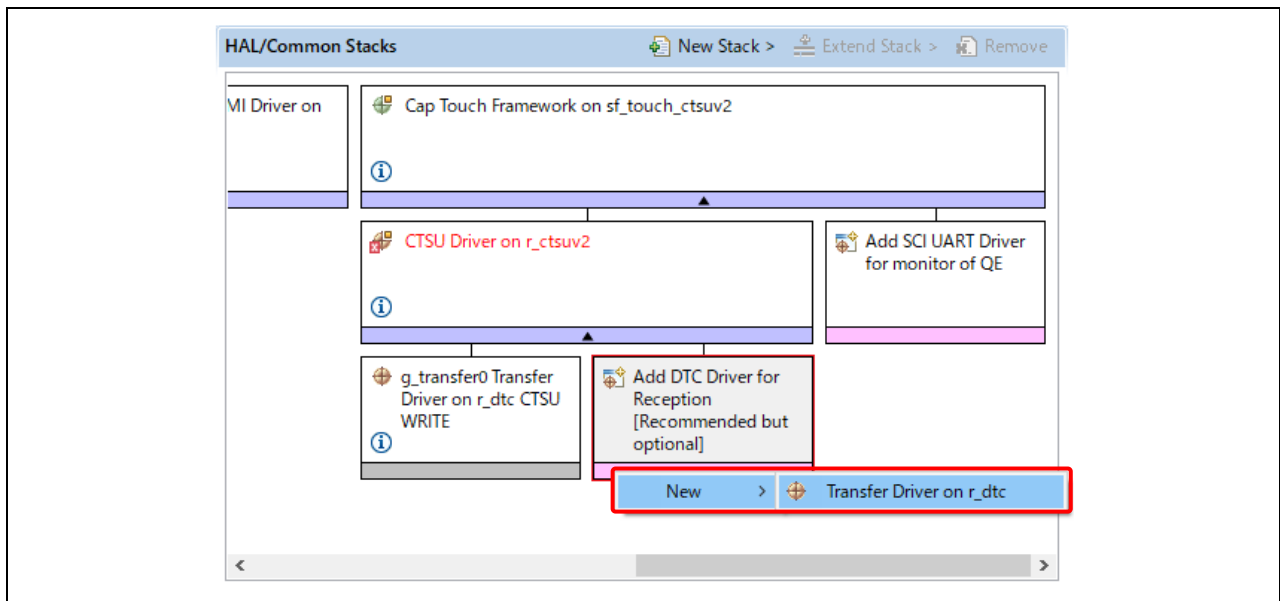 HAL/Common Stacks
New Stack >
Extend Stack >
Remove
MI Driver on
Cap Touch Framework on sf_touch_ctsuv2
CTSU Driver on r_ctsuv2
Add SCI UART Driver
for monitor of QE
g_transfer0 Transfer
Driver on r_dtc CTSU
WRITE
Add DTC Driver for
Reception
[Recommended but
optional]
New >
Transfer Driver on r_dtc